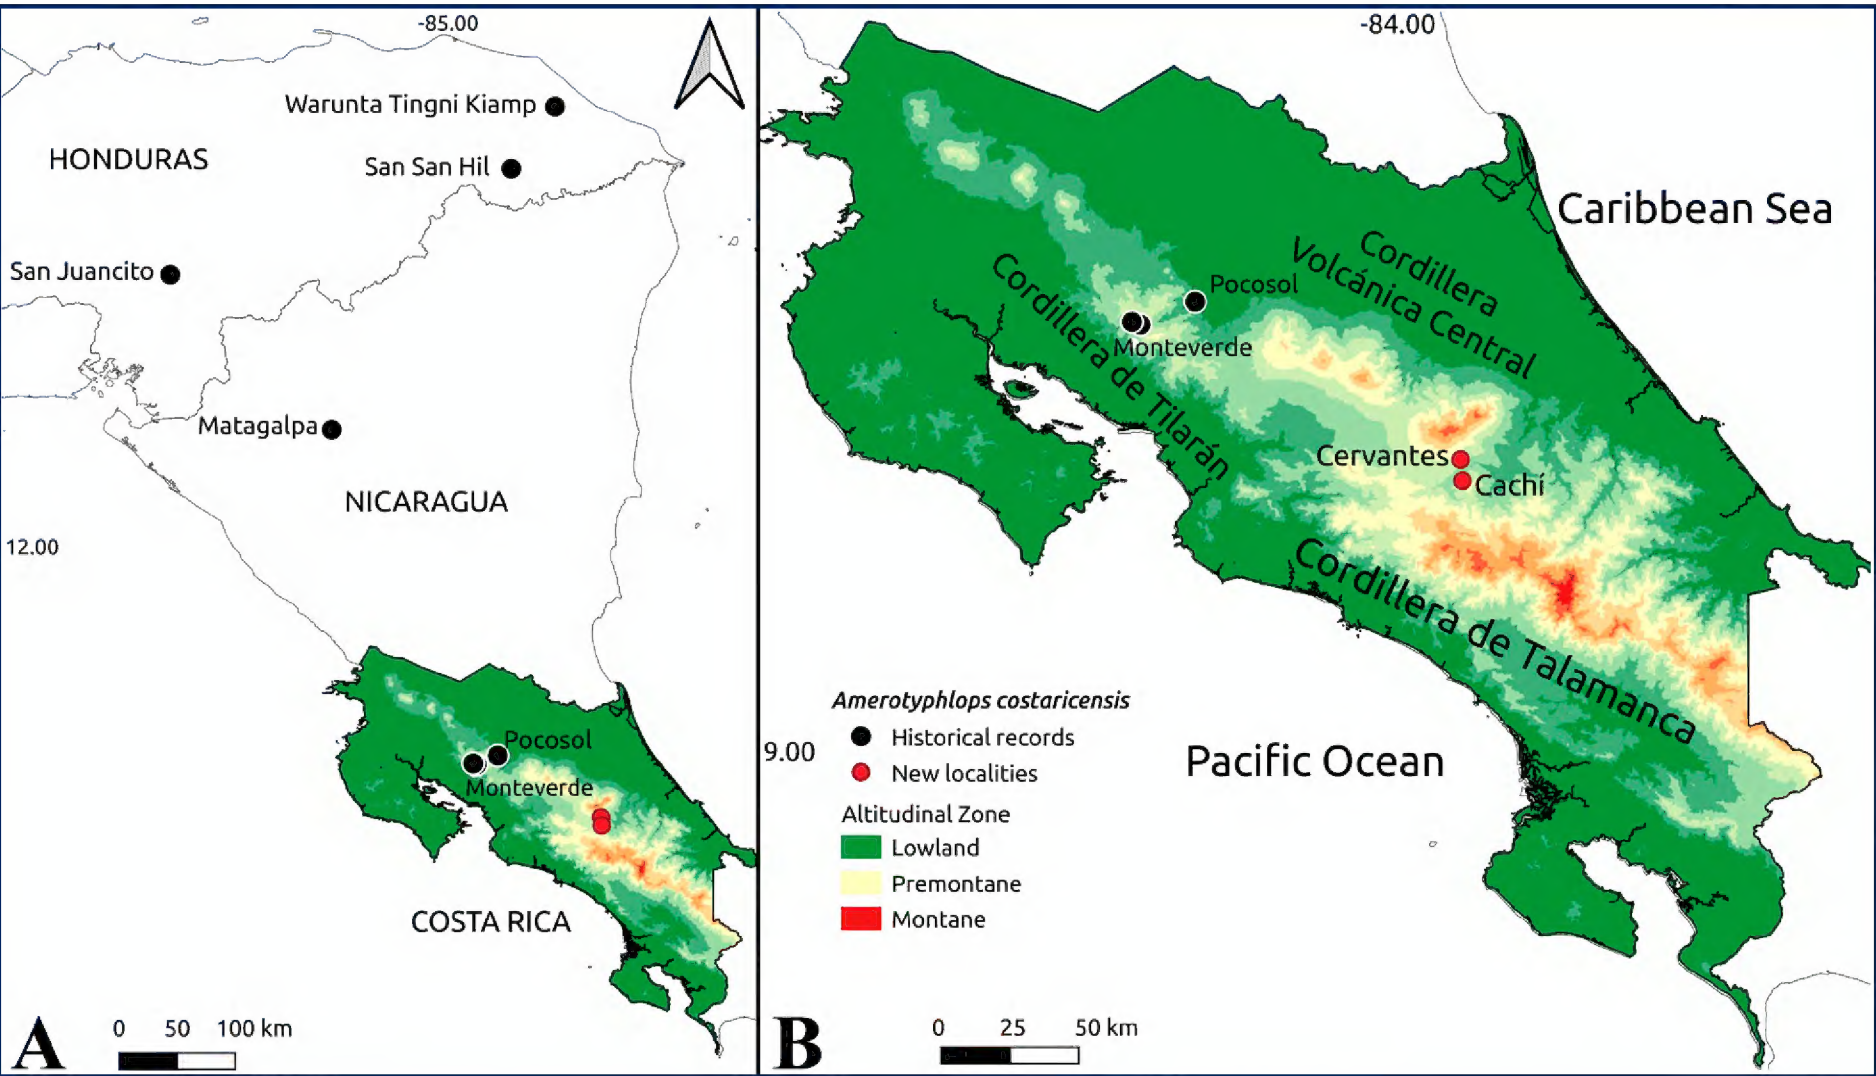 -85.00
Warunta Tingni Kiamp
HONDURAS
San San Hil
San Juancito
Matagalpa
NICARAGUA
12.00
Pocosol
Monteverde
COSTA RICA
0 50 100 km
A
-84.00
Caribbean Sea
Cordillera
Volcánica Central
Pocosol
Monteverde
Cordillera de Tilarán
Cervantes
Cachí
Cordillera de Talamanca
9.00
Pacific Ocean
Amerotyphlops costaricensis
Historical records
New localities
Altitudinal Zone
Lowland
Premontane
Montane
0 25 50 km
B